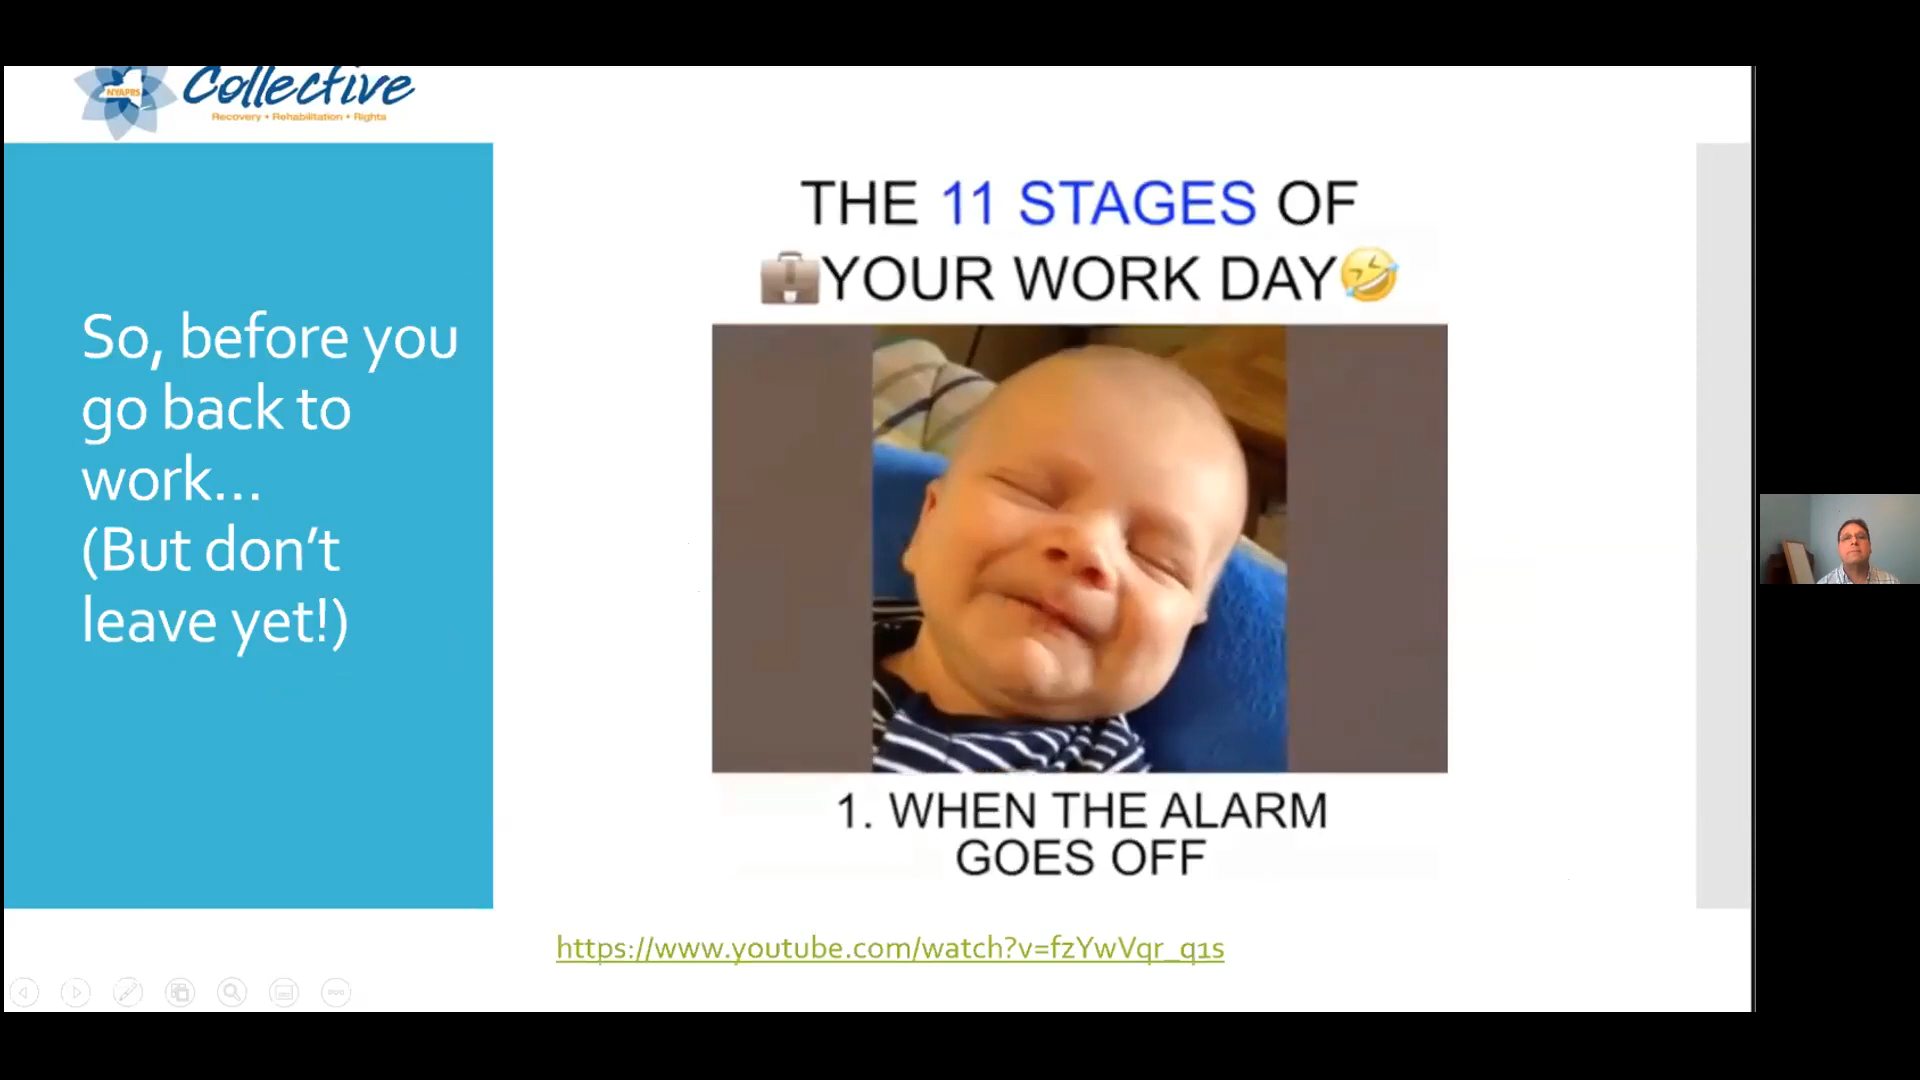 NYAPRS
Collective
Recovery • Rehabilitation • Rights
So, before you
go back to
work...
(But don't
leave yet!)
THE 11 STAGES OF
💼YOUR WORK DAY🤣
1. WHEN THE ALARM
GOES OFF
https://www.youtube.com/watch?v=fzYwVqr_q1s